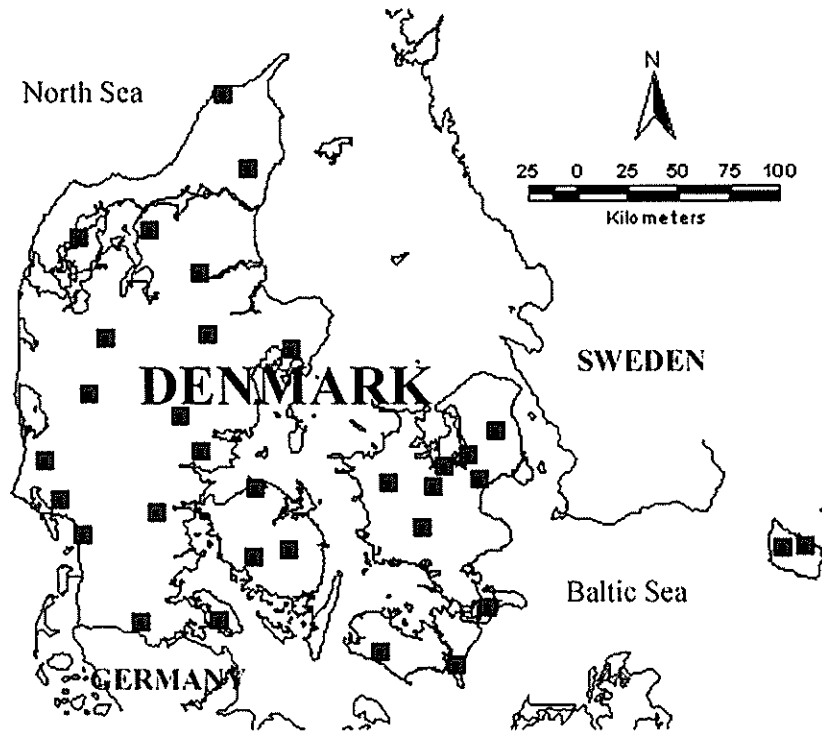 North Sea
N
25 0 25 50 75 100
Kilometers
DENMARK
SWEDEN
Baltic Sea
GERMANY